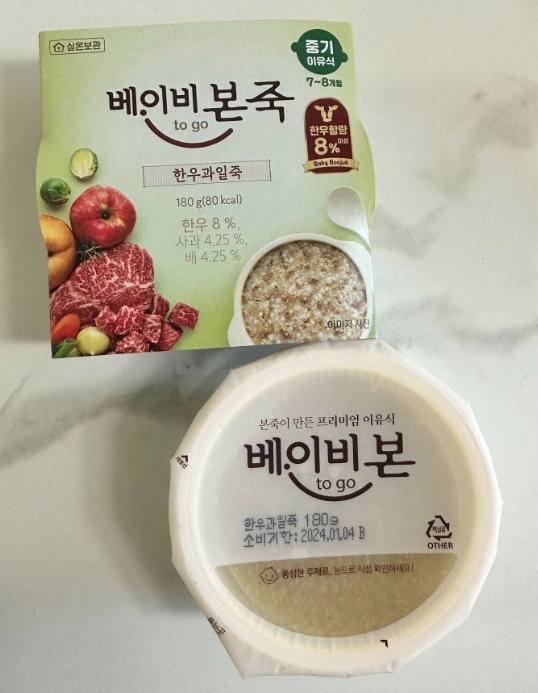 실온보관
중기
이유식
7~8개월
베이비본죽
to go
한우함량
8%이상
Baby Bonjuk
한우과일죽
180 g(80 kcal)
한우 8 %,
사과 4.25 %,
배 4.25 %
이미지 사진
본죽이 만든 프리미엄 이유식
베이비본
to go
한우과일죽 180g
소비기한: 2024.01.04 B
OTHER
풍성한 주재료, 눈으로 직접 확인하세요!